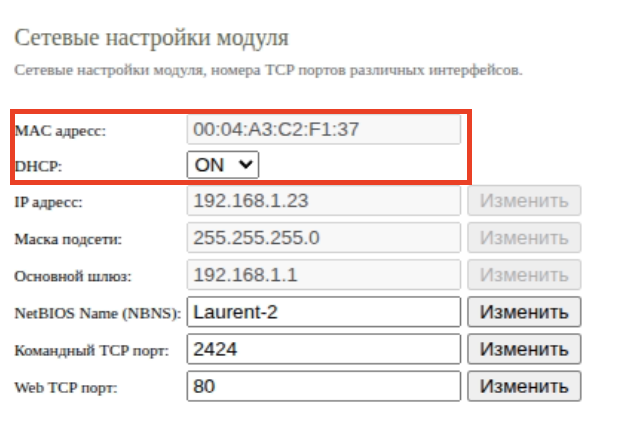 Сетевые настройки модуля
Сетевые настройки модуля, номера TCP портов различных интерфейсов.
MAC адресс: 00:04:A3:C2:F1:37
DHCP: ON
IP адресс: 192.168.1.23 Изменить
Маска подсети: 255.255.255.0 Изменить
Основной шлюз: 192.168.1.1 Изменить
NetBIOS Name (NBNS): Laurent-2 Изменить
Командный TCP порт: 2424 Изменить
Web TCP порт: 80 Изменить